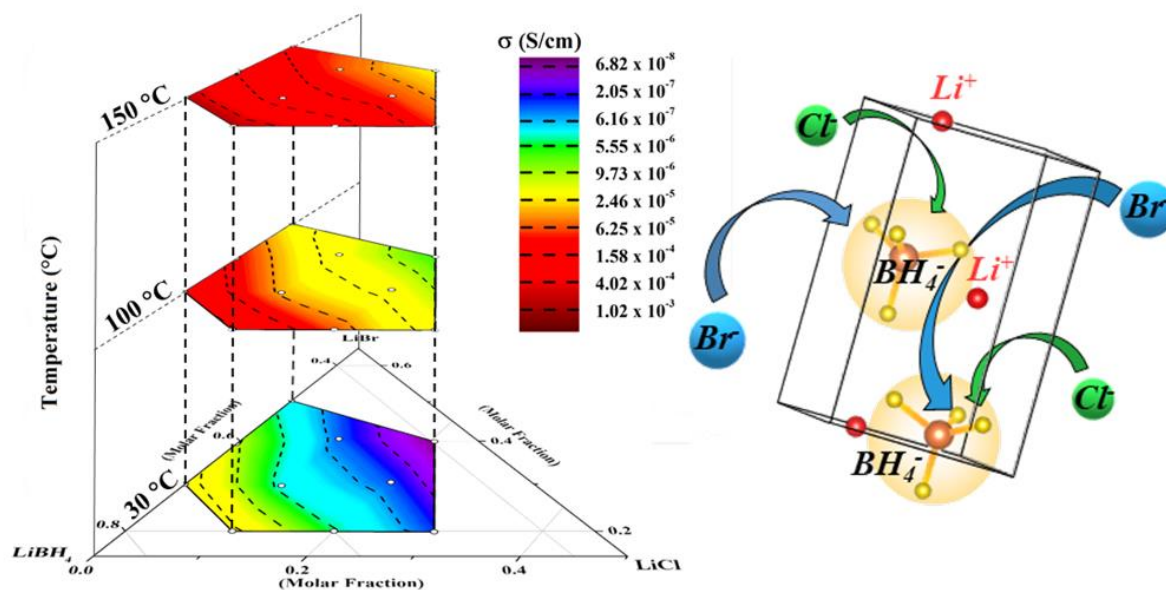 150 °C
100 °C
30 °C
Temperature (°C)
σ (S/cm)
6.82 x 10⁻⁸
2.05 x 10⁻⁷
6.16 x 10⁻⁷
5.55 x 10⁻⁶
9.73 x 10⁻⁶
2.46 x 10⁻⁵
6.25 x 10⁻⁵
1.58 x 10⁻⁴
4.02 x 10⁻⁴
1.02 x 10⁻³
LiBr
0.4
0.6
(Molar Fraction)
(Molar Fraction)
0.6
0.4
0.8
0.2
LiBH₄
LiCl
0.0
0.2
0.4
(Molar Fraction)
Li⁺
Cl⁻
Br⁻
BH₄⁻
Li⁺
Br⁻
Cl⁻
BH₄⁻